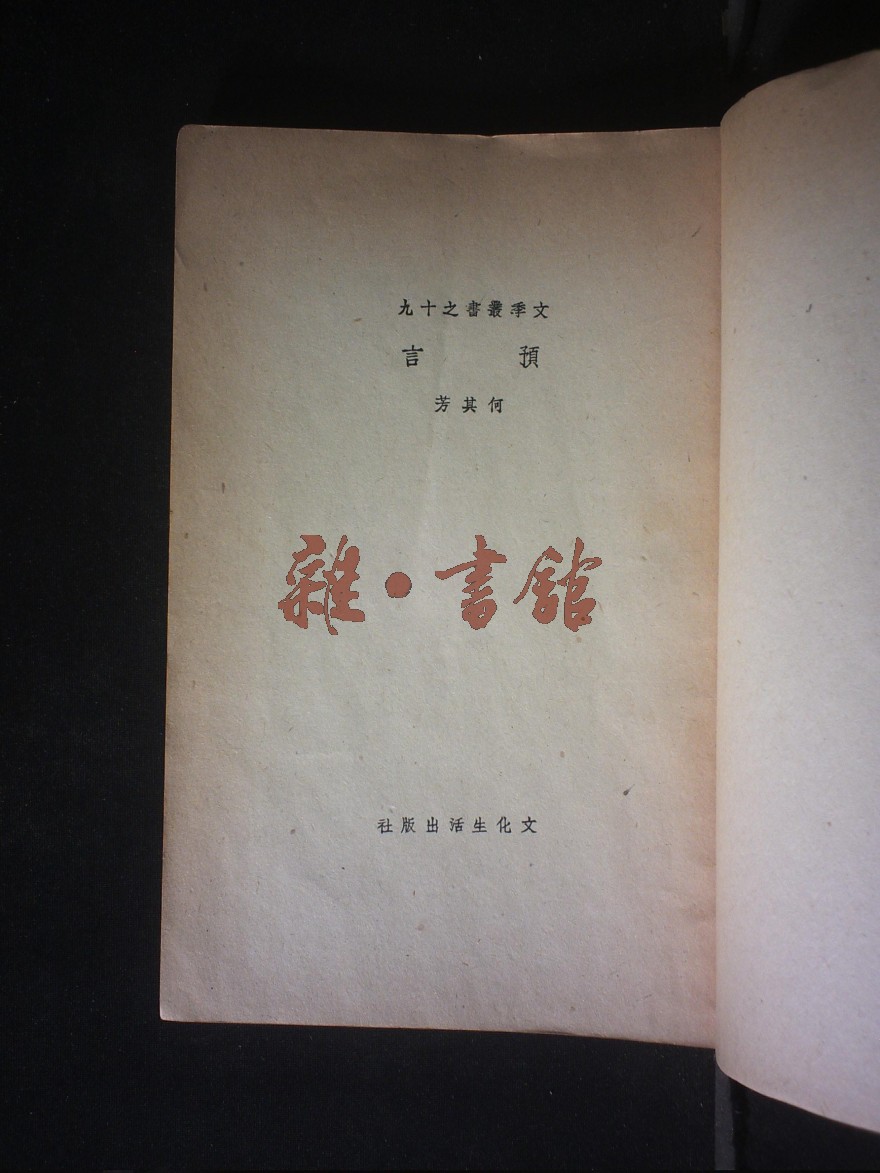 文季叢書之十九
預言
何其芳
雜·書館
文化生活出版社